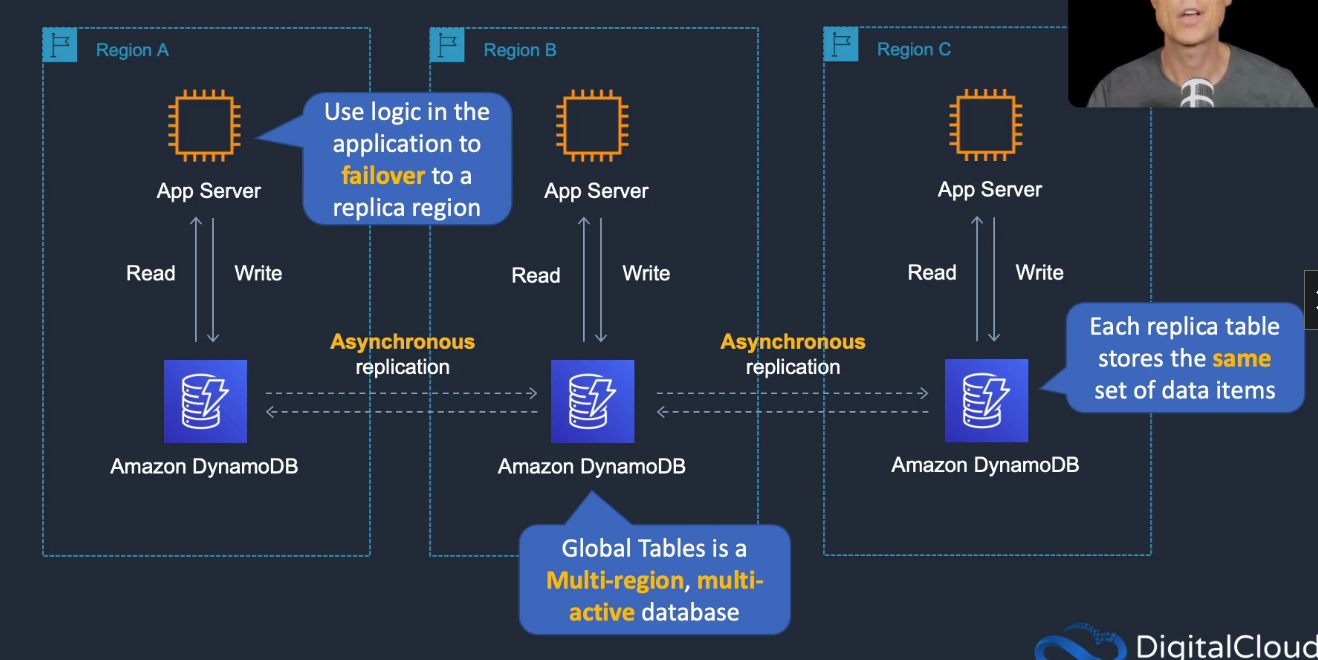 Region A
Region B
Region C
Use logic in the
application to
failover to a
replica region
App Server
App Server
App Server
Read
Write
Read
Write
Read
Write
Asynchronous
replication
Asynchronous
replication
Each replica table
stores the same
set of data items
Amazon DynamoDB
Amazon DynamoDB
Amazon DynamoDB
Global Tables is a
Multi-region, multi-
active database
DigitalCloud